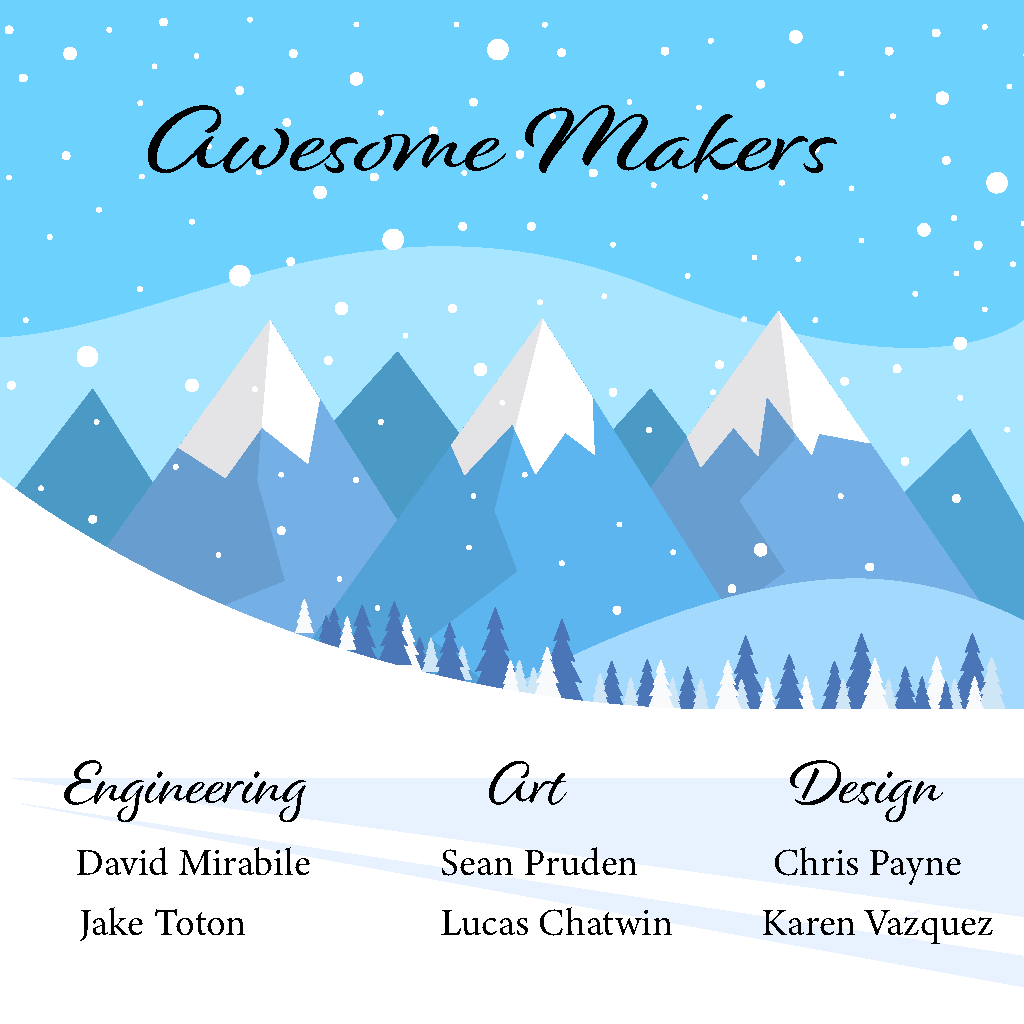 Awesome Makers
Engineering Art Design
David Mirabile Sean Pruden Chris Payne
Jake Toton Lucas Chatwin Karen Vazquez